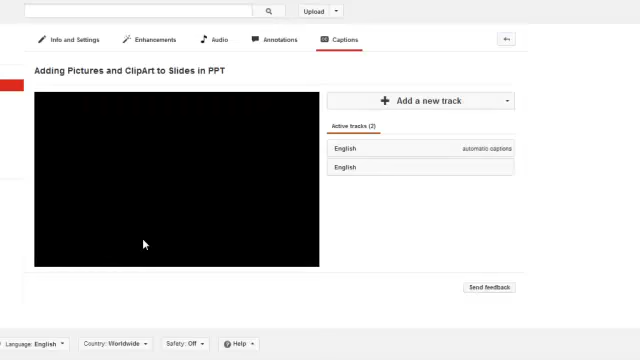 Upload
Info and Settings Enhancements Audio Annotations CC Captions
Adding Pictures and ClipArt to Slides in PPT
Add a new track
Active tracks (2)
English automatic captions
English
Send feedback
Language: English Country: Worldwide Safety: Off ? Help